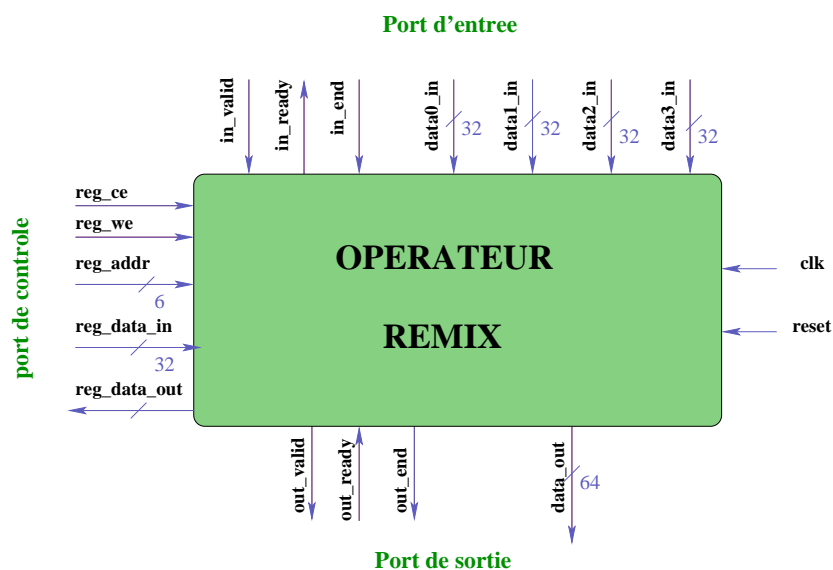 Port d'entree
in_valid
in_ready
in_end
data0_in
32
data1_in
32
data2_in
32
data3_in
32
port de controle
reg_ce
reg_we
reg_addr
6
reg_data_in
32
reg_data_out
OPERATEUR
REMIX
clk
reset
out_valid
out_ready
out_end
data_out
64
Port de sortie